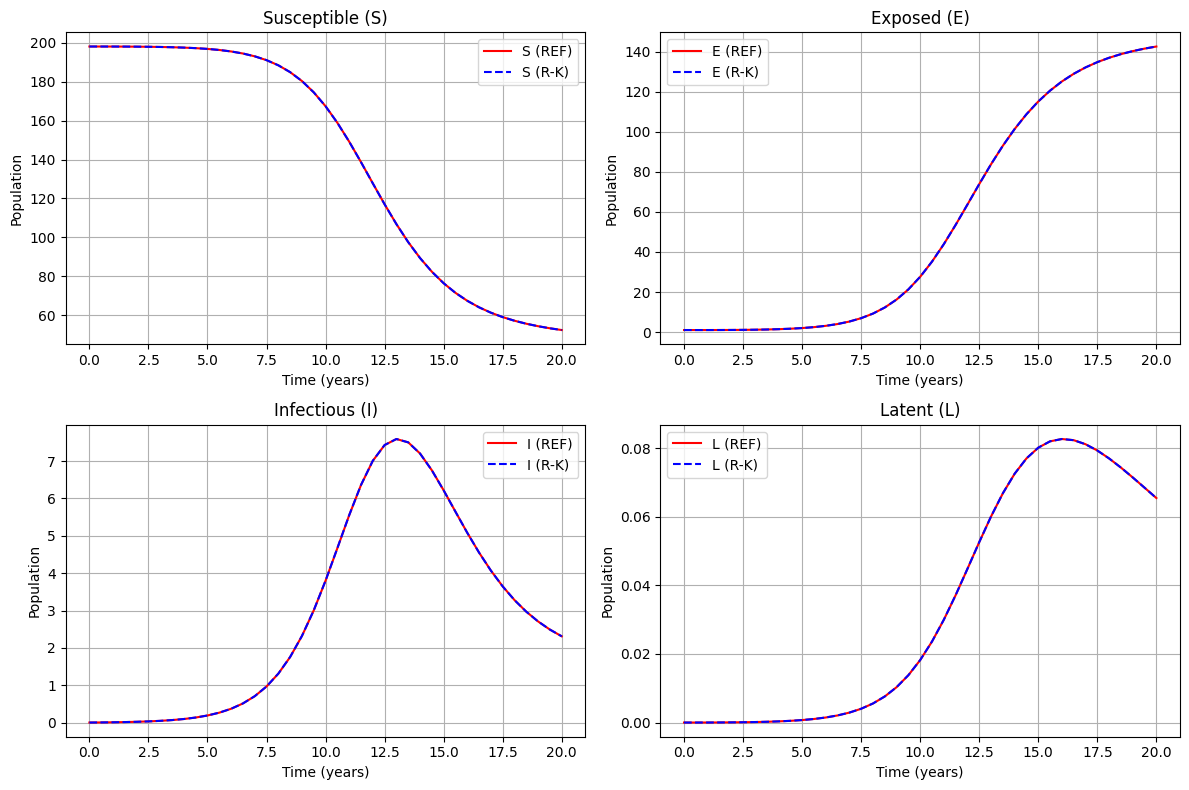 Susceptible (S)
200
180
160
140
120
100
80
60
Population
S (REF)
S (R-K)
0.0 2.5 5.0 7.5 10.0 12.5 15.0 17.5 20.0
Time (years)
Exposed (E)
140
120
100
80
60
40
20
0
Population
E (REF)
E (R-K)
0.0 2.5 5.0 7.5 10.0 12.5 15.0 17.5 20.0
Time (years)
Infectious (I)
7
6
5
4
3
2
1
0
Population
I (REF)
I (R-K)
0.0 2.5 5.0 7.5 10.0 12.5 15.0 17.5 20.0
Time (years)
Latent (L)
0.08
0.06
0.04
0.02
0.00
Population
L (REF)
L (R-K)
0.0 2.5 5.0 7.5 10.0 12.5 15.0 17.5 20.0
Time (years)